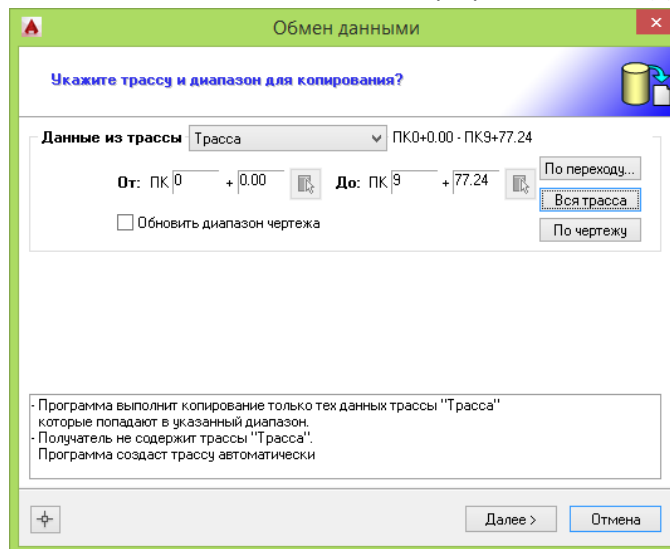 Обмен данными
Укажите трассу и диапазон для копирования?
Данные из трассы Трасса ПК0+0.00 - ПК9+77.24
От: ПК 0 + 0.00 До: ПК 9 + 77.24 По переходу...
Вся трасса
Обновить диапазон чертежа По чертежу
- Программа выполнит копирование только тех данных трассы "Трасса"
которые попадают в указанный диапазон.
- Получатель не содержит трассы "Трасса".
Программа создаст трассу автоматически
Далее > Отмена